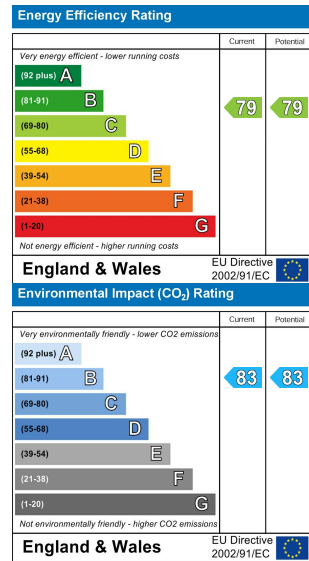 Energy Efficiency Rating
Current Potential
Very energy efficient - lower running costs
(92 plus) A
(81-91) B
79 79
(69-80) C
(55-68) D
(39-54) E
(21-38) F
(1-20) G
Not energy efficient - higher running costs
England & Wales
EU Directive
2002/91/EC
Environmental Impact (CO2) Rating
Current Potential
Very environmentally friendly - lower CO2 emissions
(92 plus) A
(81-91) B
83 83
(69-80) C
(55-68) D
(39-54) E
(21-38) F
(1-20) G
Not environmentally friendly - higher CO2 emissions
England & Wales
EU Directive
2002/91/EC